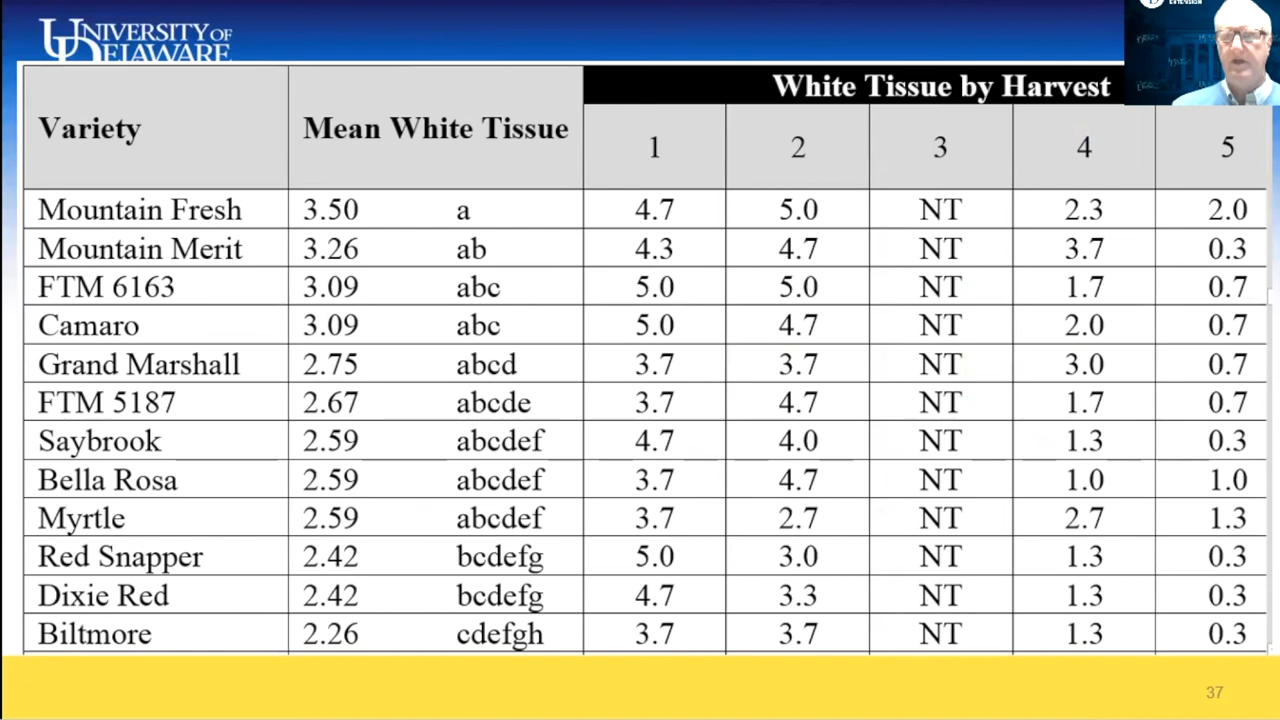 UNIVERSITY OF
DELAWARE
EXTENSION
White Tissue by Harvest
Variety Mean White Tissue 1 2 3 4 5
Mountain Fresh 3.50 a 4.7 5.0 NT 2.3 2.0
Mountain Merit 3.26 ab 4.3 4.7 NT 3.7 0.3
FTM 6163 3.09 abc 5.0 5.0 NT 1.7 0.7
Camaro 3.09 abc 5.0 4.7 NT 2.0 0.7
Grand Marshall 2.75 abcd 3.7 3.7 NT 3.0 0.7
FTM 5187 2.67 abcde 3.7 4.7 NT 1.7 0.7
Saybrook 2.59 abcdef 4.7 4.0 NT 1.3 0.3
Bella Rosa 2.59 abcdef 3.7 4.7 NT 1.0 1.0
Myrtle 2.59 abcdef 3.7 2.7 NT 2.7 1.3
Red Snapper 2.42 bcdefg 5.0 3.0 NT 1.3 0.3
Dixie Red 2.42 bcdefg 4.7 3.3 NT 1.3 0.3
Biltmore 2.26 cdefgh 3.7 3.7 NT 1.3 0.3
37